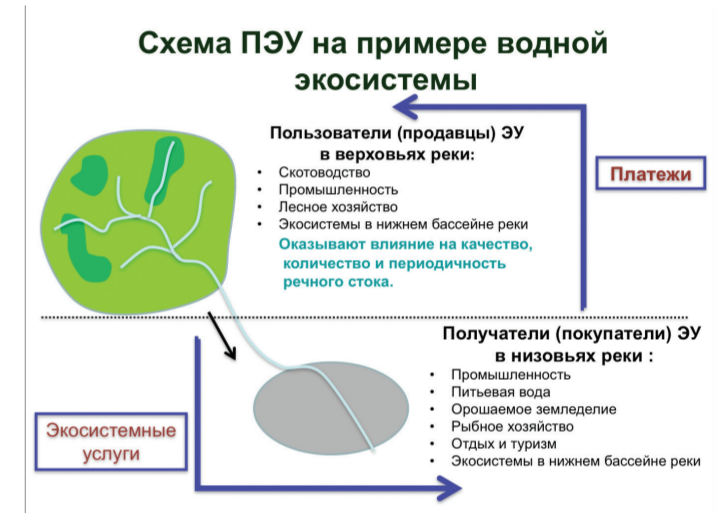 Схема ПЭУ на примере водной
экосистемы
Пользователи (продавцы) ЭУ
в верховьях реки:
• Скотоводство
• Промышленность
• Лесное хозяйство
• Экосистемы в нижнем бассейне реки
Оказывают влияние на качество,
количество и периодичность
речного стока.
Платежи
Получатели (покупатели) ЭУ
в низовьях реки :
• Промышленность
• Питьевая вода
• Орошаемое земледелие
• Рыбное хозяйство
• Отдых и туризм
• Экосистемы в нижнем бассейне реки
Экосистемные
услуги